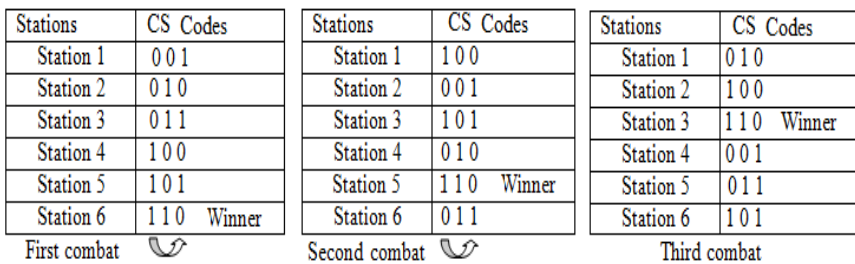 Stations CS Codes
Station 1 0 0 1
Station 2 0 1 0
Station 3 0 1 1
Station 4 1 0 0
Station 5 1 0 1
Station 6 1 1 0 Winner
First combat
Stations CS Codes
Station 1 1 0 0
Station 2 0 0 1
Station 3 1 0 1
Station 4 0 1 0
Station 5 1 1 0 Winner
Station 6 0 1 1
Second combat
Stations CS Codes
Station 1 0 1 0
Station 2 1 0 0
Station 3 1 1 0 Winner
Station 4 0 0 1
Station 5 0 1 1
Station 6 1 0 1
Third combat